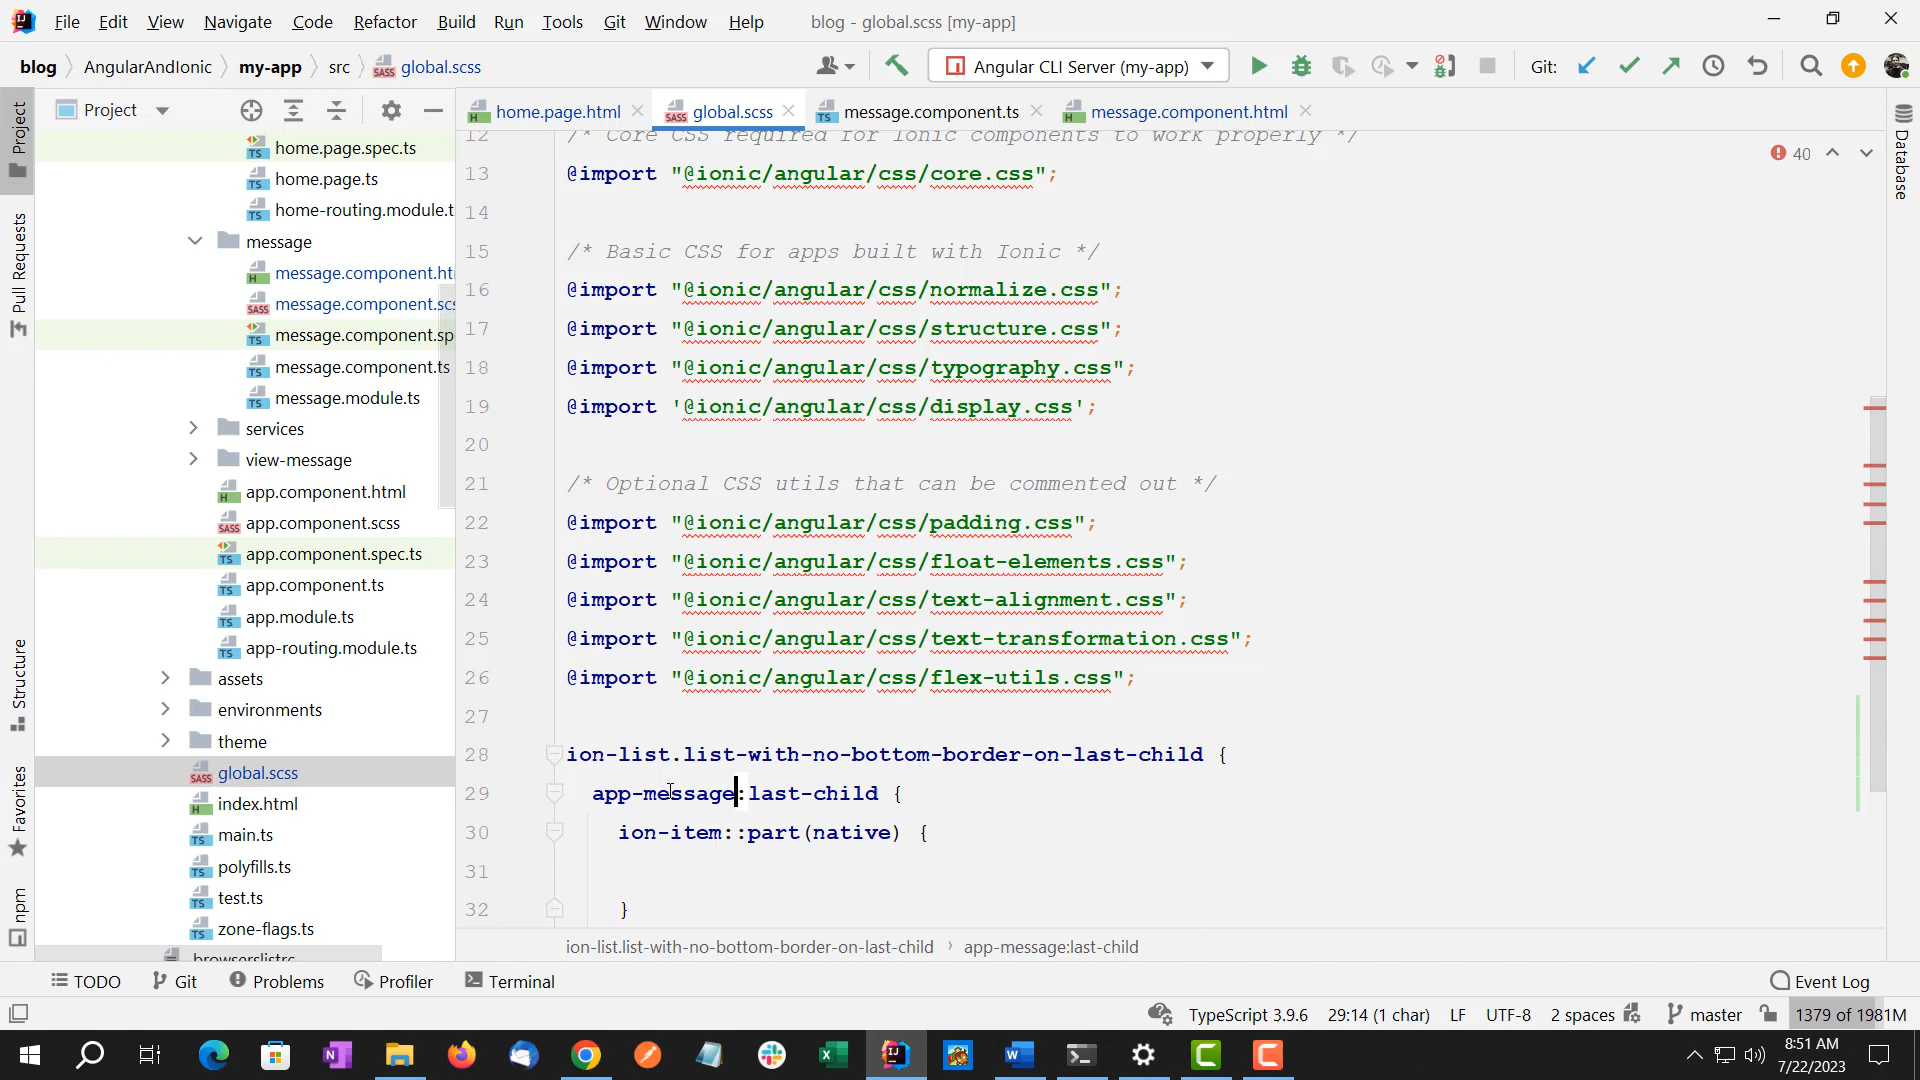 File Edit View Navigate Code Refactor Build Run Tools Git Window Help blog - global.scss [my-app]
blog AngularAndIonic my-app src global.scss Angular CLI Server (my-app) Git:
Project
home.page.html global.scss message.component.ts message.component.html
home.page.spec.ts
home.page.ts
home-routing.module.t
message
message.component.ht
message.component.sc
message.component.sp
message.component.ts
message.module.ts
services
view-message
app.component.html
app.component.scss
app.component.spec.ts
app.component.ts
app.module.ts
app-routing.module.ts
assets
environments
theme
global.scss
index.html
main.ts
polyfills.ts
test.ts
zone-flags.ts
browserslistrc
12 /* Core CSS required for Ionic components to work properly */
13 @import "@ionic/angular/css/core.css";
14
15 /* Basic CSS for apps built with Ionic */
16 @import "@ionic/angular/css/normalize.css";
17 @import "@ionic/angular/css/structure.css";
18 @import "@ionic/angular/css/typography.css";
19 @import '@ionic/angular/css/display.css';
20
21 /* Optional CSS utils that can be commented out */
22 @import "@ionic/angular/css/padding.css";
23 @import "@ionic/angular/css/float-elements.css";
24 @import "@ionic/angular/css/text-alignment.css";
25 @import "@ionic/angular/css/text-transformation.css";
26 @import "@ionic/angular/css/flex-utils.css";
27
28 ion-list.list-with-no-bottom-border-on-last-child {
29 app-message:last-child {
30 ion-item::part(native) {
31
32 }
40
ion-list.list-with-no-bottom-border-on-last-child app-message:last-child
Project
Pull Requests
Structure
Favorites
npm
Database
TODO Git Problems Profiler Terminal Event Log
TypeScript 3.9.6 29:14 (1 char) LF UTF-8 2 spaces master 1379 of 1981M
8:51 AM
7/22/2023